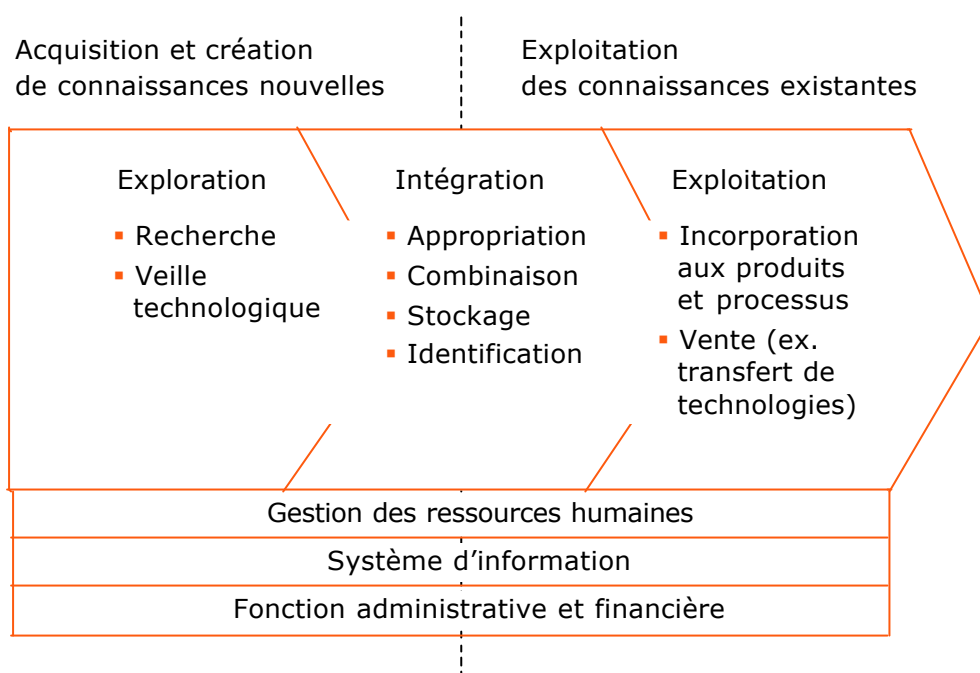 Acquisition et création
de connaissances nouvelles
Exploitation
des connaissances existantes
Exploration
▪ Recherche
▪ Veille
technologique
Intégration
▪ Appropriation
▪ Combinaison
▪ Stockage
▪ Identification
Exploitation
▪ Incorporation
aux produits
et processus
▪ Vente (ex.
transfert de
technologies)
Gestion des ressources humaines
Système d’information
Fonction administrative et financière